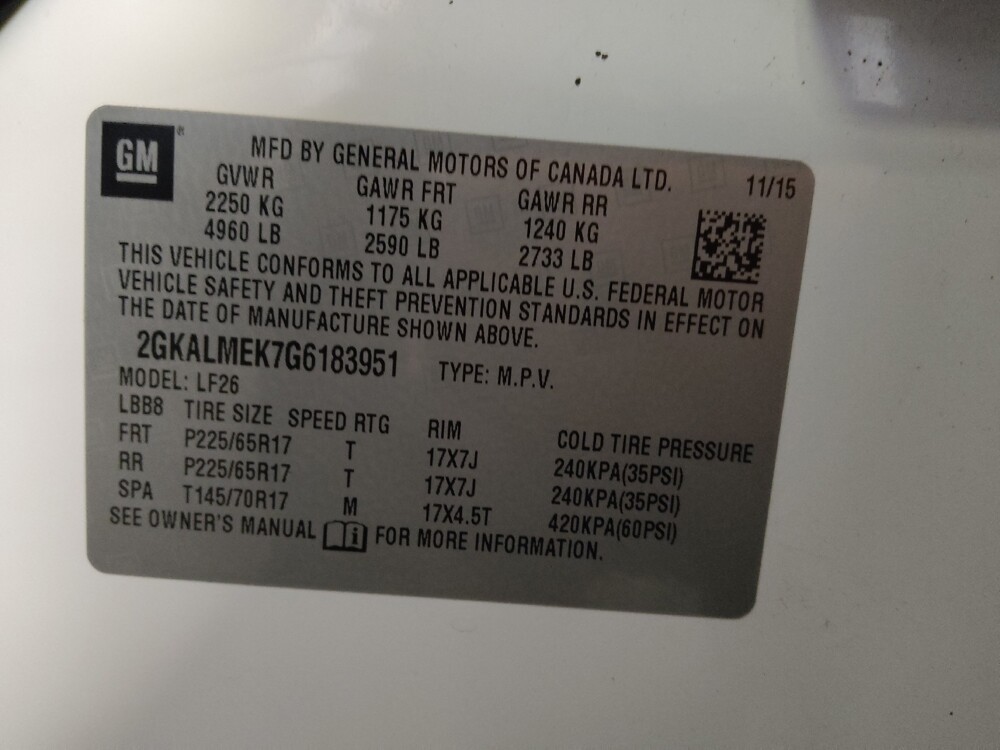 GM
MFD BY GENERAL MOTORS OF CANADA LTD. 11/15
GVWR GAWR FRT GAWR RR
2250 KG 1175 KG 1240 KG
4960 LB 2590 LB 2733 LB
THIS VEHICLE CONFORMS TO ALL APPLICABLE U.S. FEDERAL MOTOR
VEHICLE SAFETY AND THEFT PREVENTION STANDARDS IN EFFECT ON
THE DATE OF MANUFACTURE SHOWN ABOVE.
2GKALMEK7G6183951 TYPE: M.P.V.
MODEL: LF26
LBB8 TIRE SIZE SPEED RTG RIM COLD TIRE PRESSURE
FRT P225/65R17 T 17X7J 240KPA(35PSI)
RR P225/65R17 T 17X7J 240KPA(35PSI)
SPA T145/70R17 M 17X4.5T 420KPA(60PSI)
SEE OWNER'S MANUAL i FOR MORE INFORMATION.